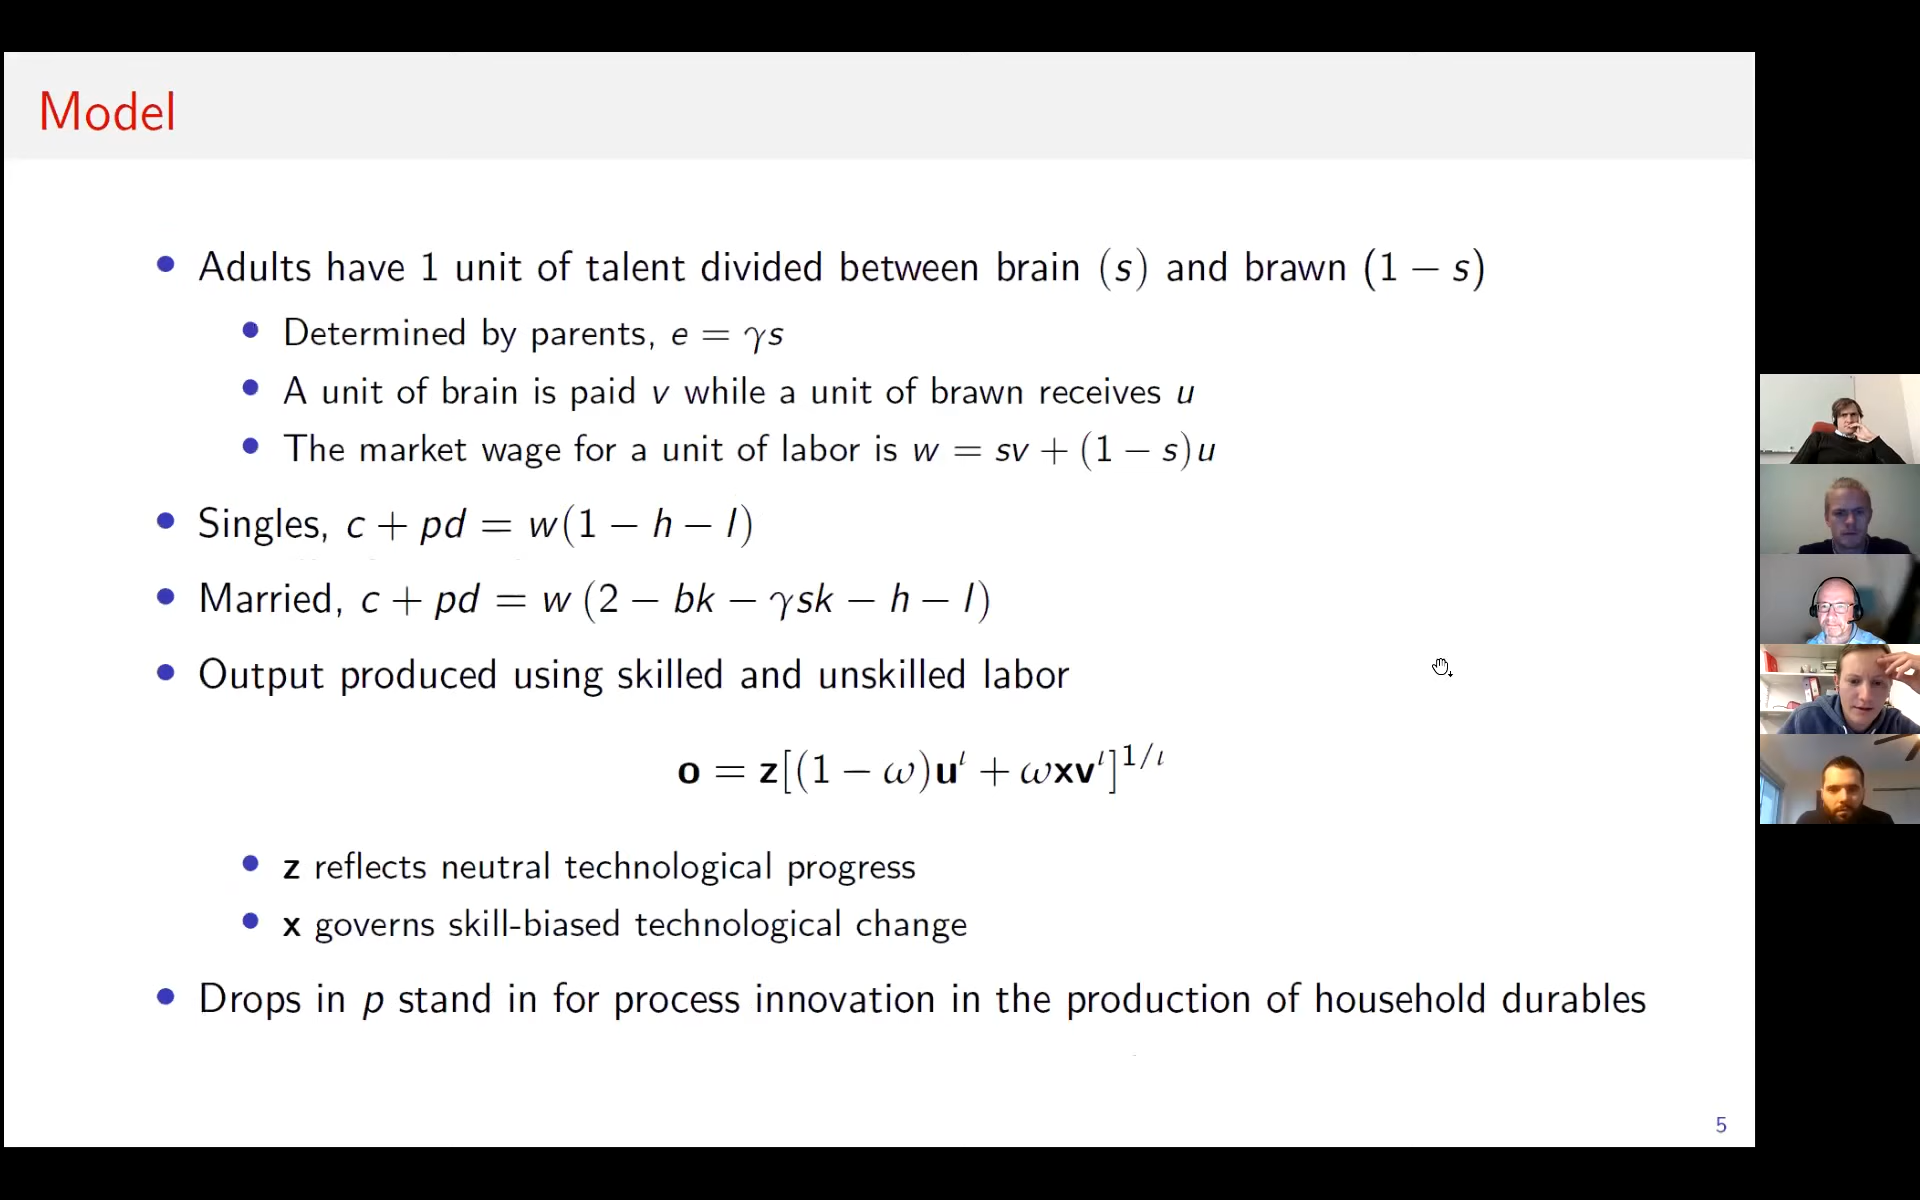 Model
• Adults have 1 unit of talent divided between brain (s) and brawn (1 − s)
• Determined by parents, e = γs
• A unit of brain is paid v while a unit of brawn receives u
• The market wage for a unit of labor is w = sv + (1 − s)u
• Singles, c + pd = w(1 − h − l)
• Married, c + pd = w (2 − bk − γsk − h − l)
• Output produced using skilled and unskilled labor
o = z[(1 − ω)u^ι + ωxv^ι]^1/ι
• z reflects neutral technological progress
• x governs skill-biased technological change
• Drops in p stand in for process innovation in the production of household durables
5